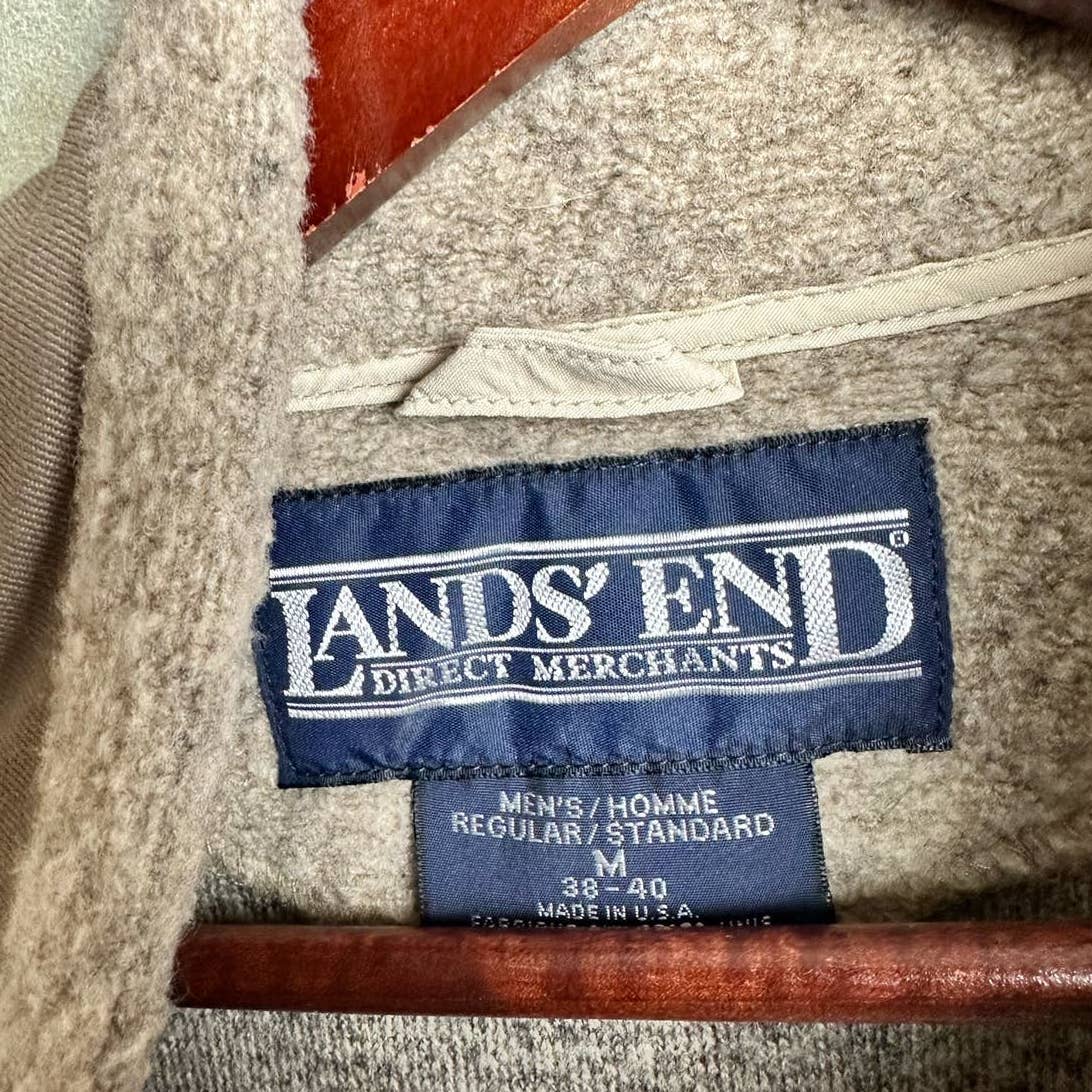 LANDS' END
DIRECT MERCHANTS
MEN'S/HOMME
REGULAR/STANDARD
M
38-40
MADE IN U.S.A.